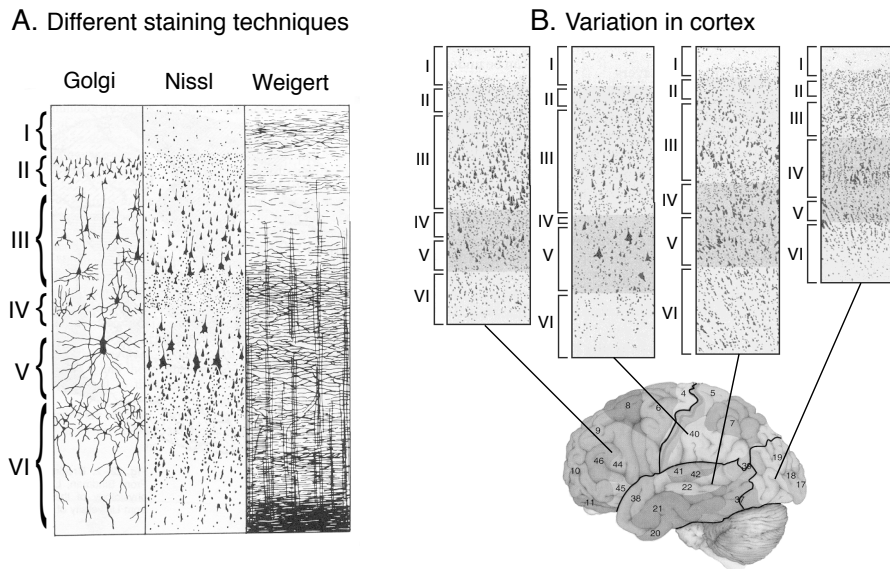 A. Different staining techniques
Golgi Nissl Weigert
I
II
III
IV
V
VI
B. Variation in cortex
I
II
III
IV
V
VI
I
II
III
IV
V
VI
I
II
III
IV
V
VI
I
II
III
IV
V
VI
4 5
8 6
7
9 40
19
46 44 41 42 39
10 18
45 22 17
11 38 37
21
20